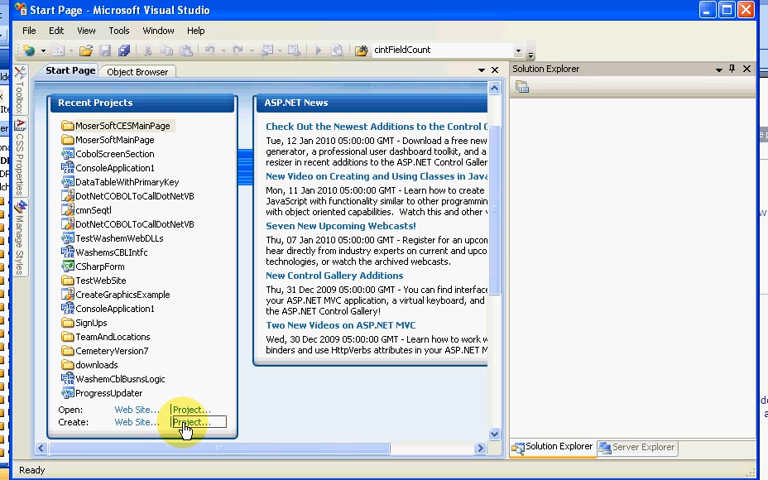 Start Page - Microsoft Visual Studio
File Edit View Tools Window Help
cintFieldCount
Start Page Object Browser
Solution Explorer
Toolbox
CSS Properties
Manage Styles
Recent Projects
MoserSoftCESMainPage
MoserSoftMainPage
CobolScreenSection
ConsoleApplication1
DataTableWithPrimaryKey
DotNetCOBOLToCallDotNetVB
cmnSeqtl
DotNetCOBOLToCallDotNetVB
TestWashemWebDLLs
WashemsCBLIntfc
CSharpForm
TestWebSite
CreateGraphicsExample
ConsoleApplication1
SignUps
TeamAndLocations
CemeteryVersion7
downloads
WashemCblBusnsLogic
ProgressUpdater
Open: Web Site... Project...
Create: Web Site... Project...
ASP.NET News
Check Out the Newest Additions to the Control G
Tue, 12 Jan 2010 05:00:00 GMT - Download a free new
generator, a professional user dashboard toolkit, and a
resizer in recent additions to the ASP.NET Control Galler
New Video on Creating and Using Classes in Java
Mon, 11 Jan 2010 05:00:00 GMT - Learn how to create
JavaScript with functionality similar to other programmin
with object oriented capabilities. Watch this and other v
Seven New Upcoming Webcasts!
Thu, 07 Jan 2010 05:00:00 GMT - Register for an upcom
hear directly from industry experts on current and upco
technologies, or watch the archived webcasts.
New Control Gallery Additions
Thu, 31 Dec 2009 05:00:00 GMT - You can find interface
your ASP.NET MVC application, a virtual keyboard, and
the ASP.NET Control Gallery!
Two New Videos on ASP.NET MVC
Wed, 30 Dec 2009 05:00:00 GMT - Learn how to work w
binders and use HttpVerbs attributes in your ASP.NET M
Solution Explorer Server Explorer
Ready